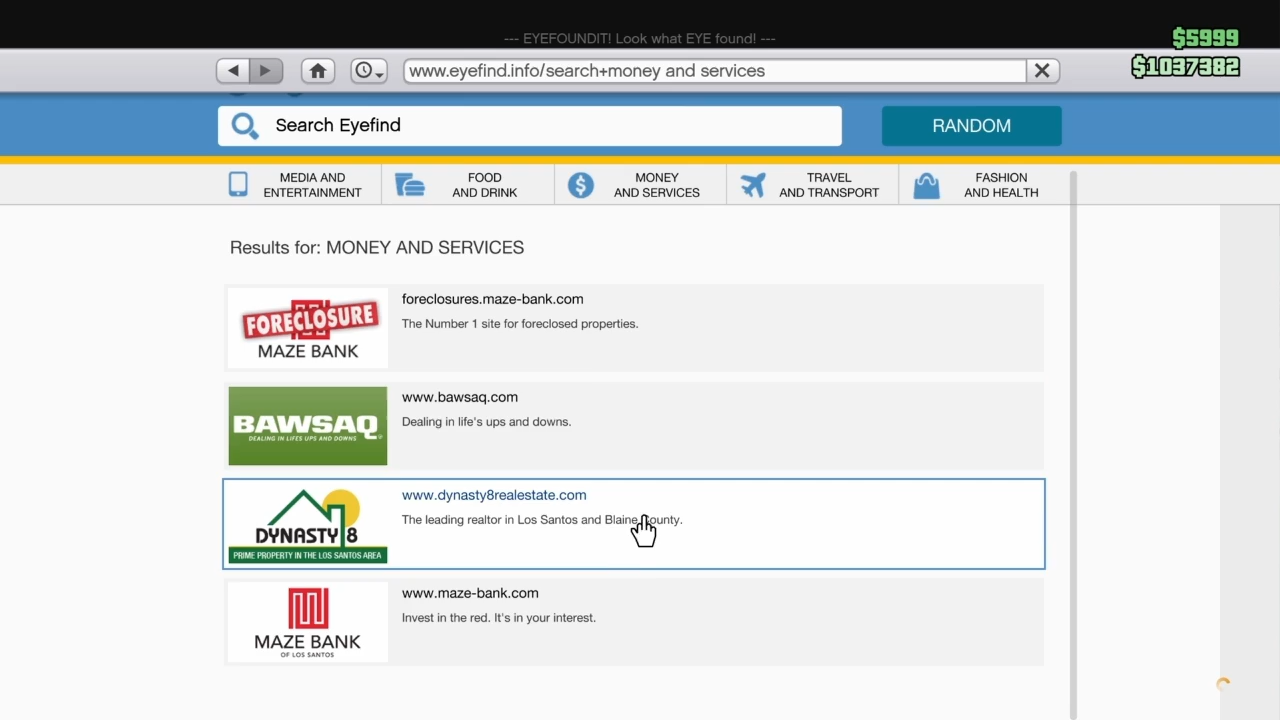 --- EYEFOUNDIT! Look what EYE found! ---
$5999
$1037382
www.eyefind.info/search+money and services
Search Eyefind
RANDOM
MEDIA AND
ENTERTAINMENT
FOOD
AND DRINK
MONEY
AND SERVICES
TRAVEL
AND TRANSPORT
FASHION
AND HEALTH
Results for: MONEY AND SERVICES
FORECLOSURE
MAZE BANK
foreclosures.maze-bank.com
The Number 1 site for foreclosed properties.
BAWSAQ
DEALING IN LIFES UPS AND DOWNS
www.bawsaq.com
Dealing in life's ups and downs.
DYNASTY 8
PRIME PROPERTY IN THE LOS SANTOS AREA
www.dynasty8realestate.com
The leading realtor in Los Santos and Blaine County.
MAZE BANK
OF LOS SANTOS
www.maze-bank.com
Invest in the red. It's in your interest.